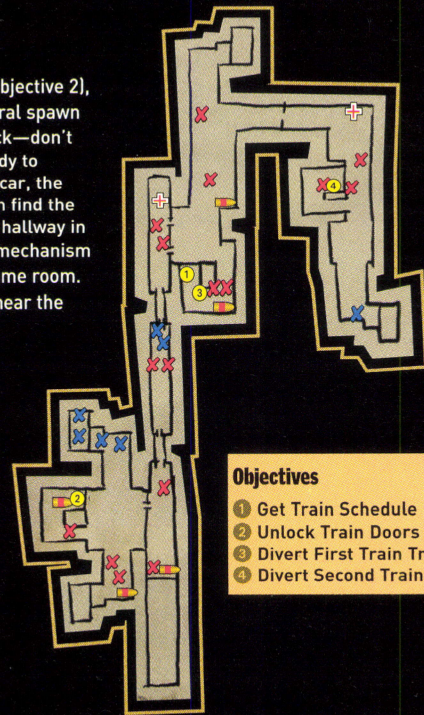 bjective 2),
ral spawn
ck—don't
dy to
car, the
n find the
hallway in
mechanism
me room.
near the
1
3
4
2
Objectives
1 Get Train Schedule
2 Unlock Train Doors
3 Divert First Train Tr
4 Divert Second Train